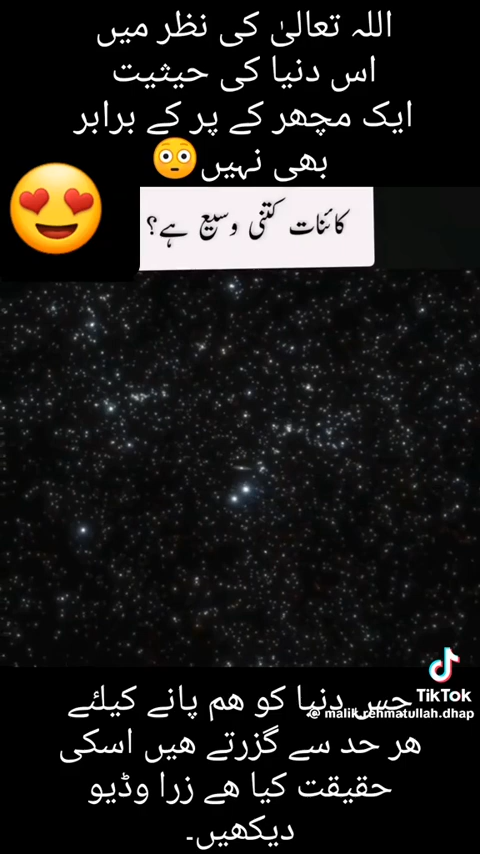 اللہ تعالیٰ کی نظر میں
اس دنیا کی حیثیت
ایک مچھر کے پر کے برابر
بھی نہیں😳
کائنات کتنی وسیع ہے؟
TikTok
@malik.rehmatullah.dhap
جس دنیا کو ھم پانے کیلئے
ھر حد سے گزرتے ھیں اسکی
حقیقت کیا ھے زرا وڈیو
دیکھیں۔